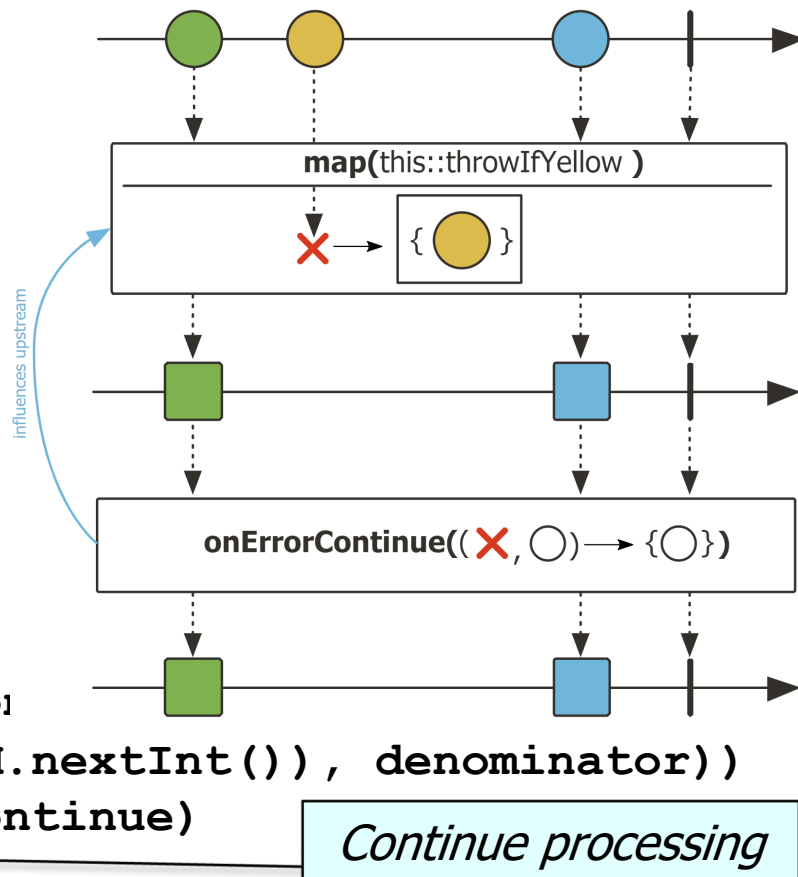 map(this::throwIfYellow )
{ }
influences upstream
onErrorContinue(( , ) {})
.nextInt()), denominator))
ntinue)
Continue processing